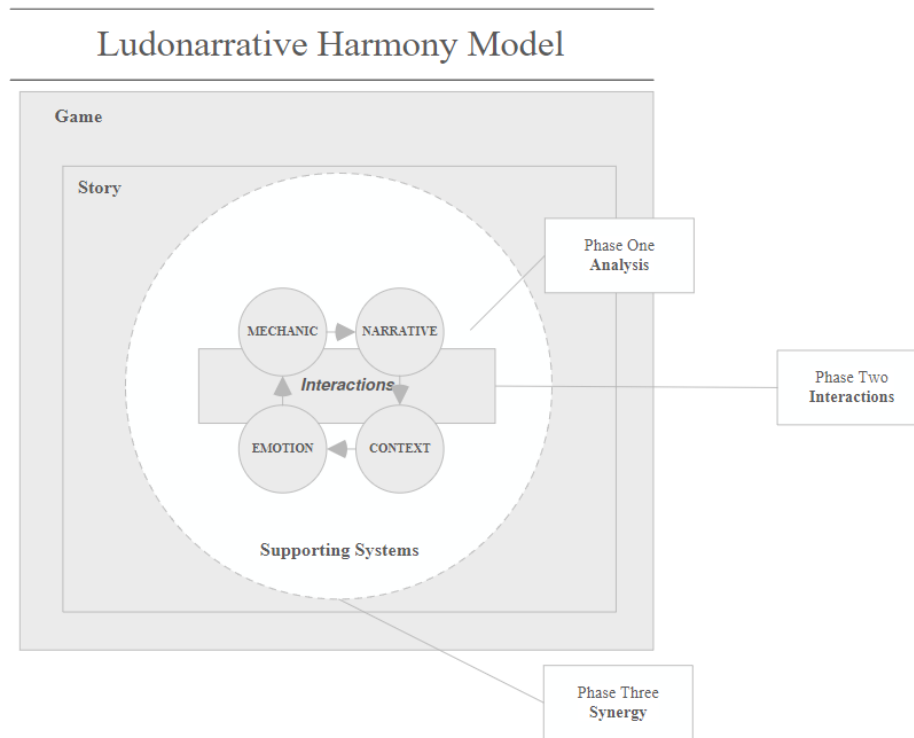 Ludonarrative Harmony Model
Game
Story
Phase One
Analysis
MECHANIC
NARRATIVE
Interactions
Phase Two
Interactions
EMOTION
CONTEXT
Supporting Systems
Phase Three
Synergy